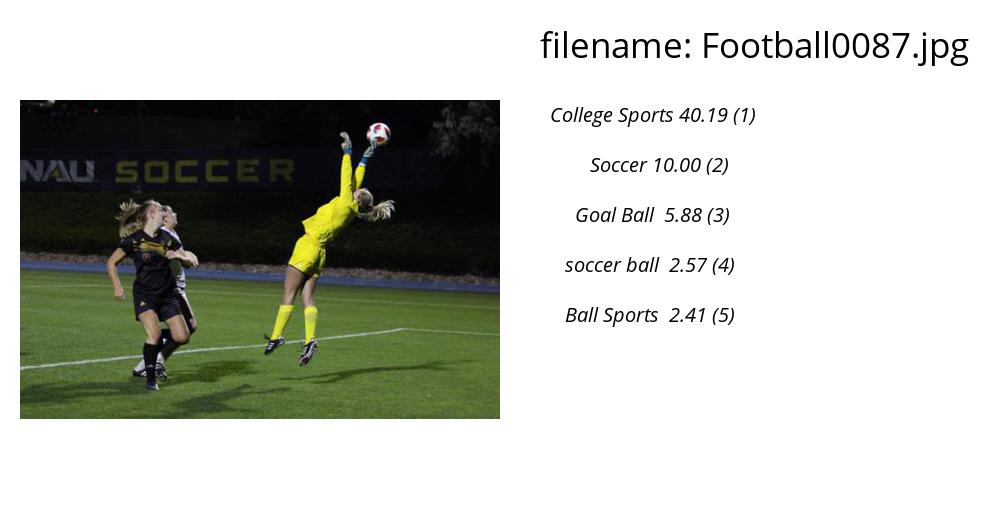 filename: Football0087.jpg
College Sports 40.19 (1)
Soccer 10.00 (2)
Goal Ball 5.88 (3)
soccer ball 2.57 (4)
Ball Sports 2.41 (5)
NAU SOCCER